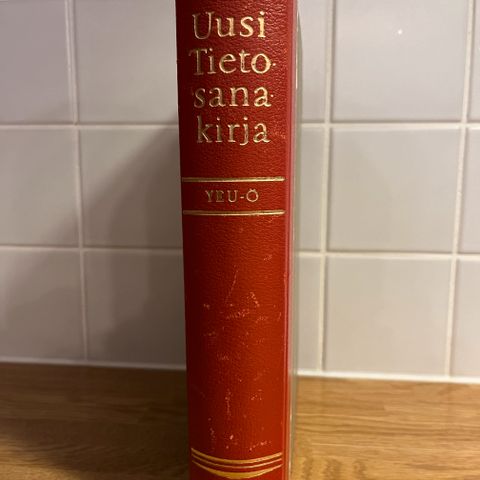 Uusi
Tieto-
sana-
kirja
YEU-Ö